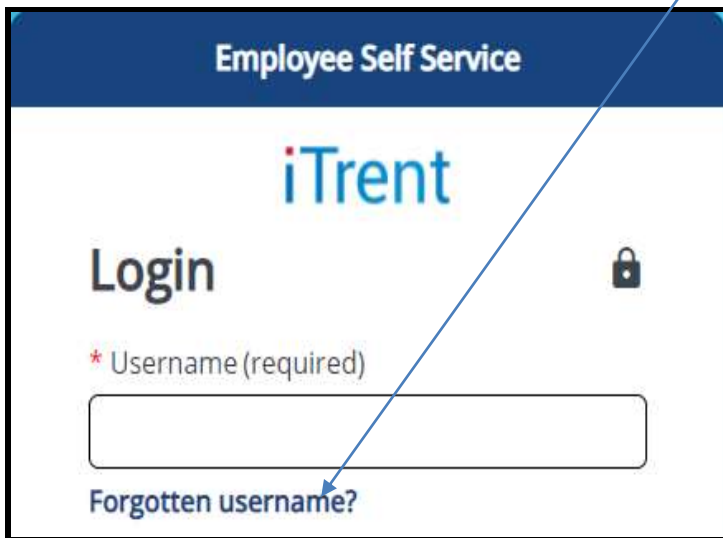 Employee Self Service
iTrent
Login
* Username (required)
Forgotten username?